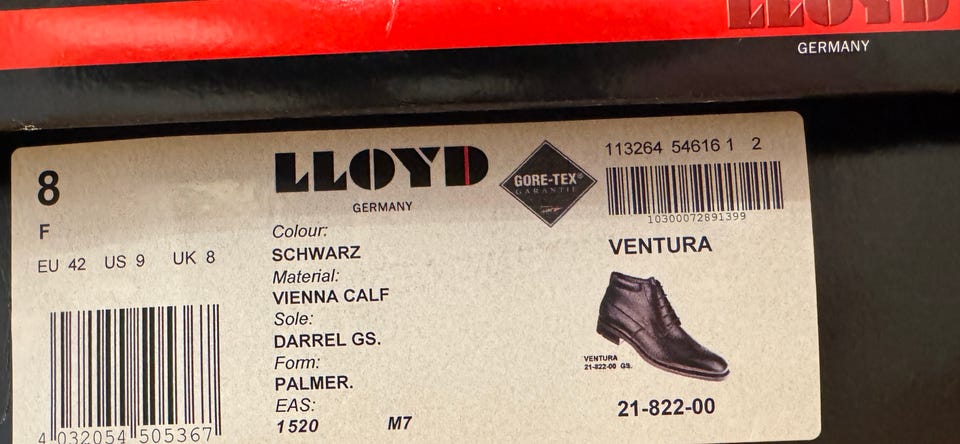 LLOYD
GERMANY
8
F
EU 42 US 9 UK 8
4 032054 505367
LLOYD
GERMANY
Colour:
SCHWARZ
Material:
VIENNA CALF
Sole:
DARREL GS.
Form:
PALMER.
EAS:
1520 M7
GORE-TEX®
GARANTIE
113264 54616 1 2
10300072891399
VENTURA
VENTURA
21-822-00 GS.
21-822-00